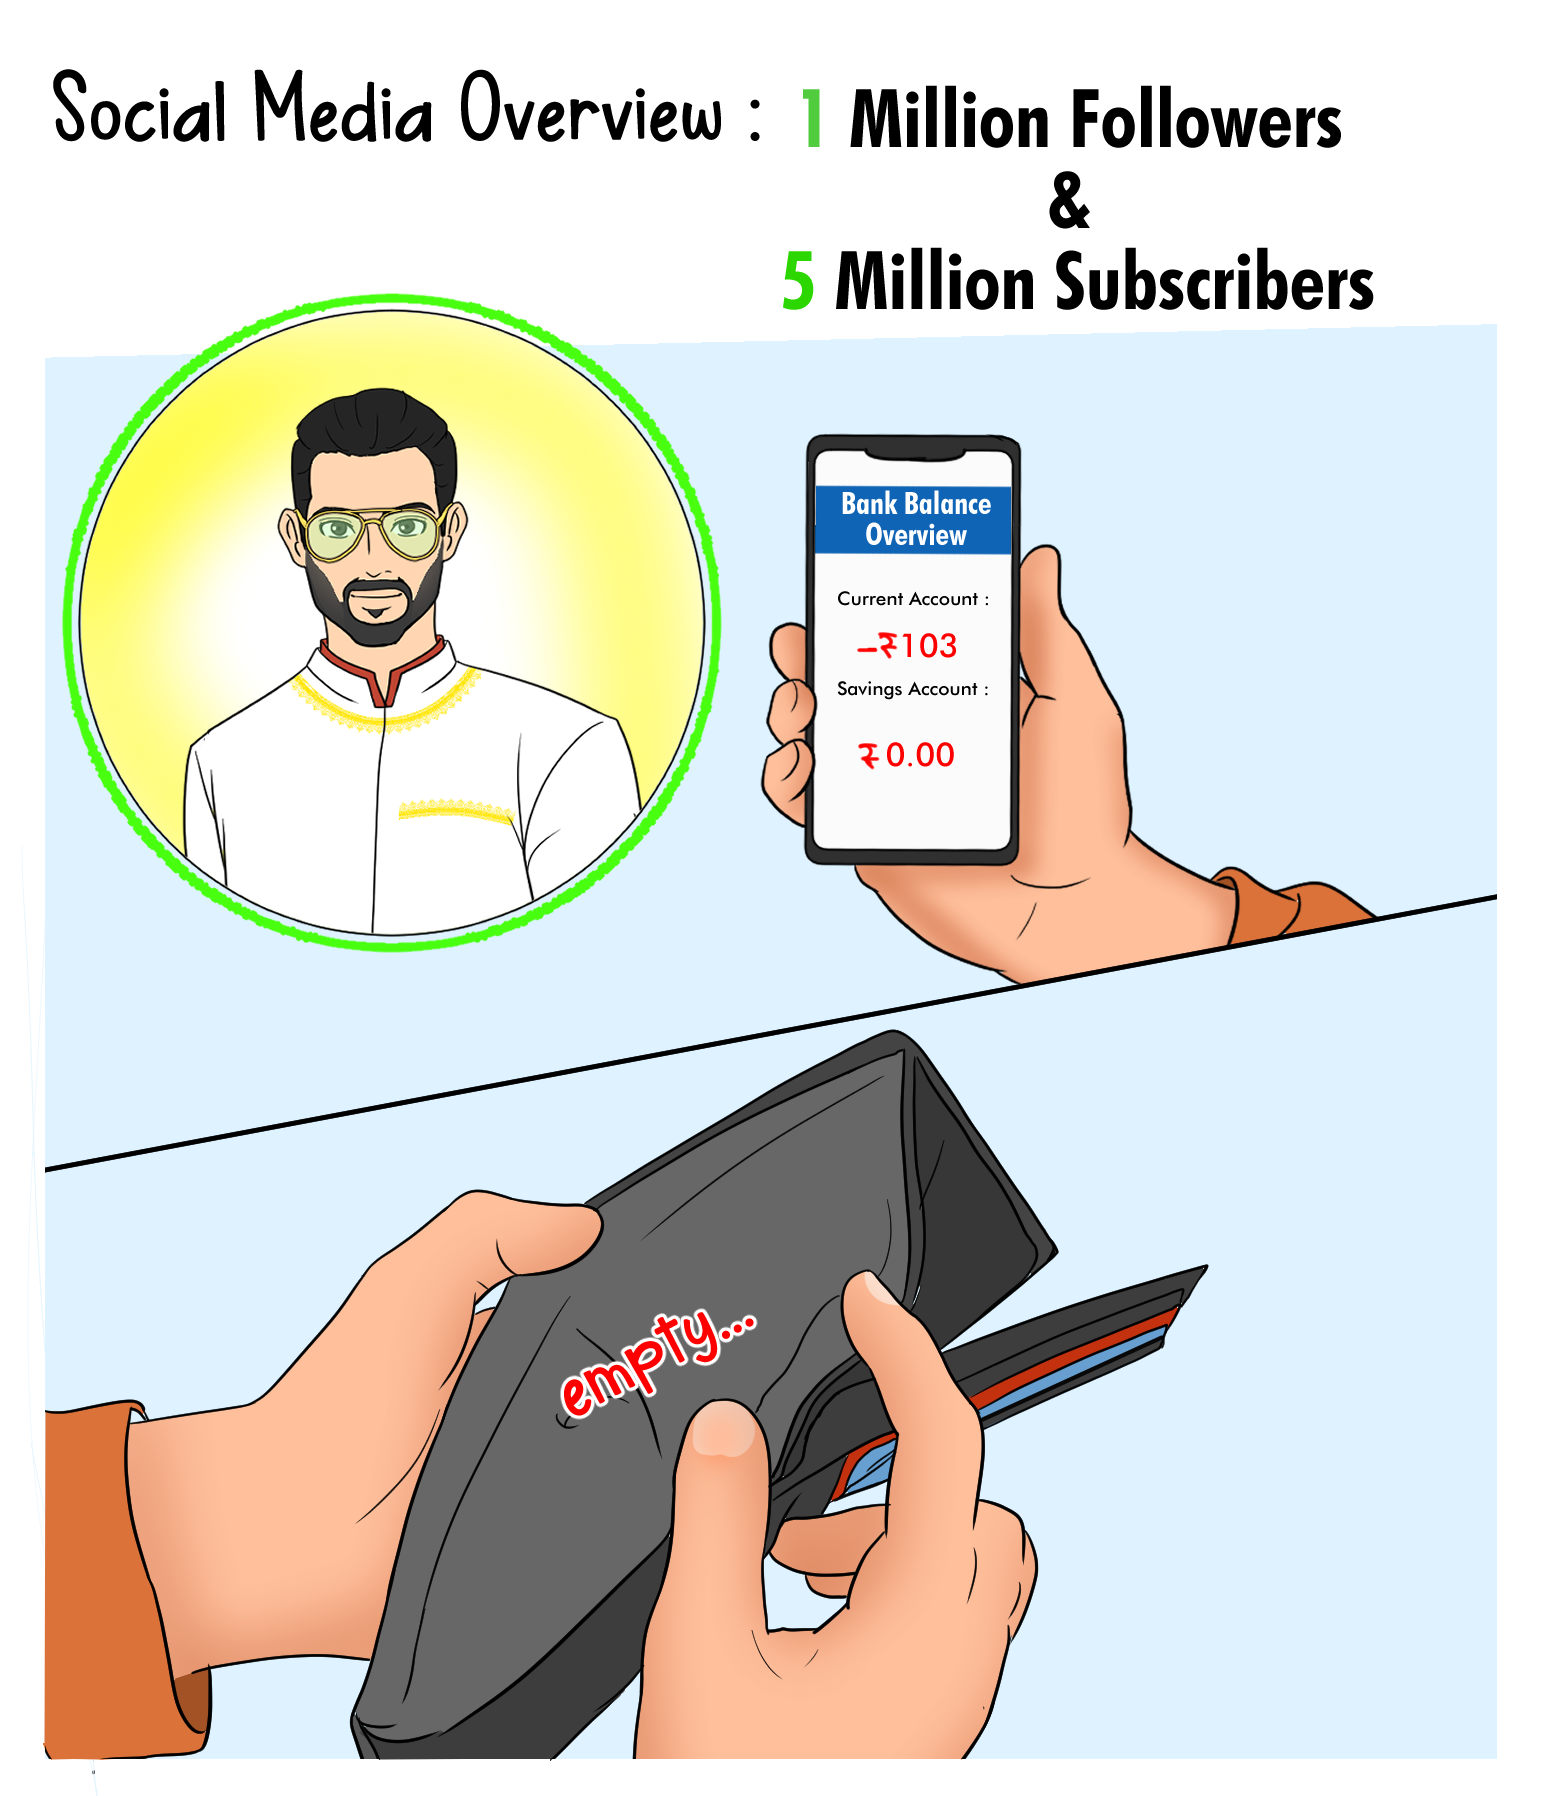 Social Media Overview : 1 Million Followers
&
5 Million Subscribers
Bank Balance
Overview
Current Account :
-₹103
Savings Account :
₹0.00
empty...